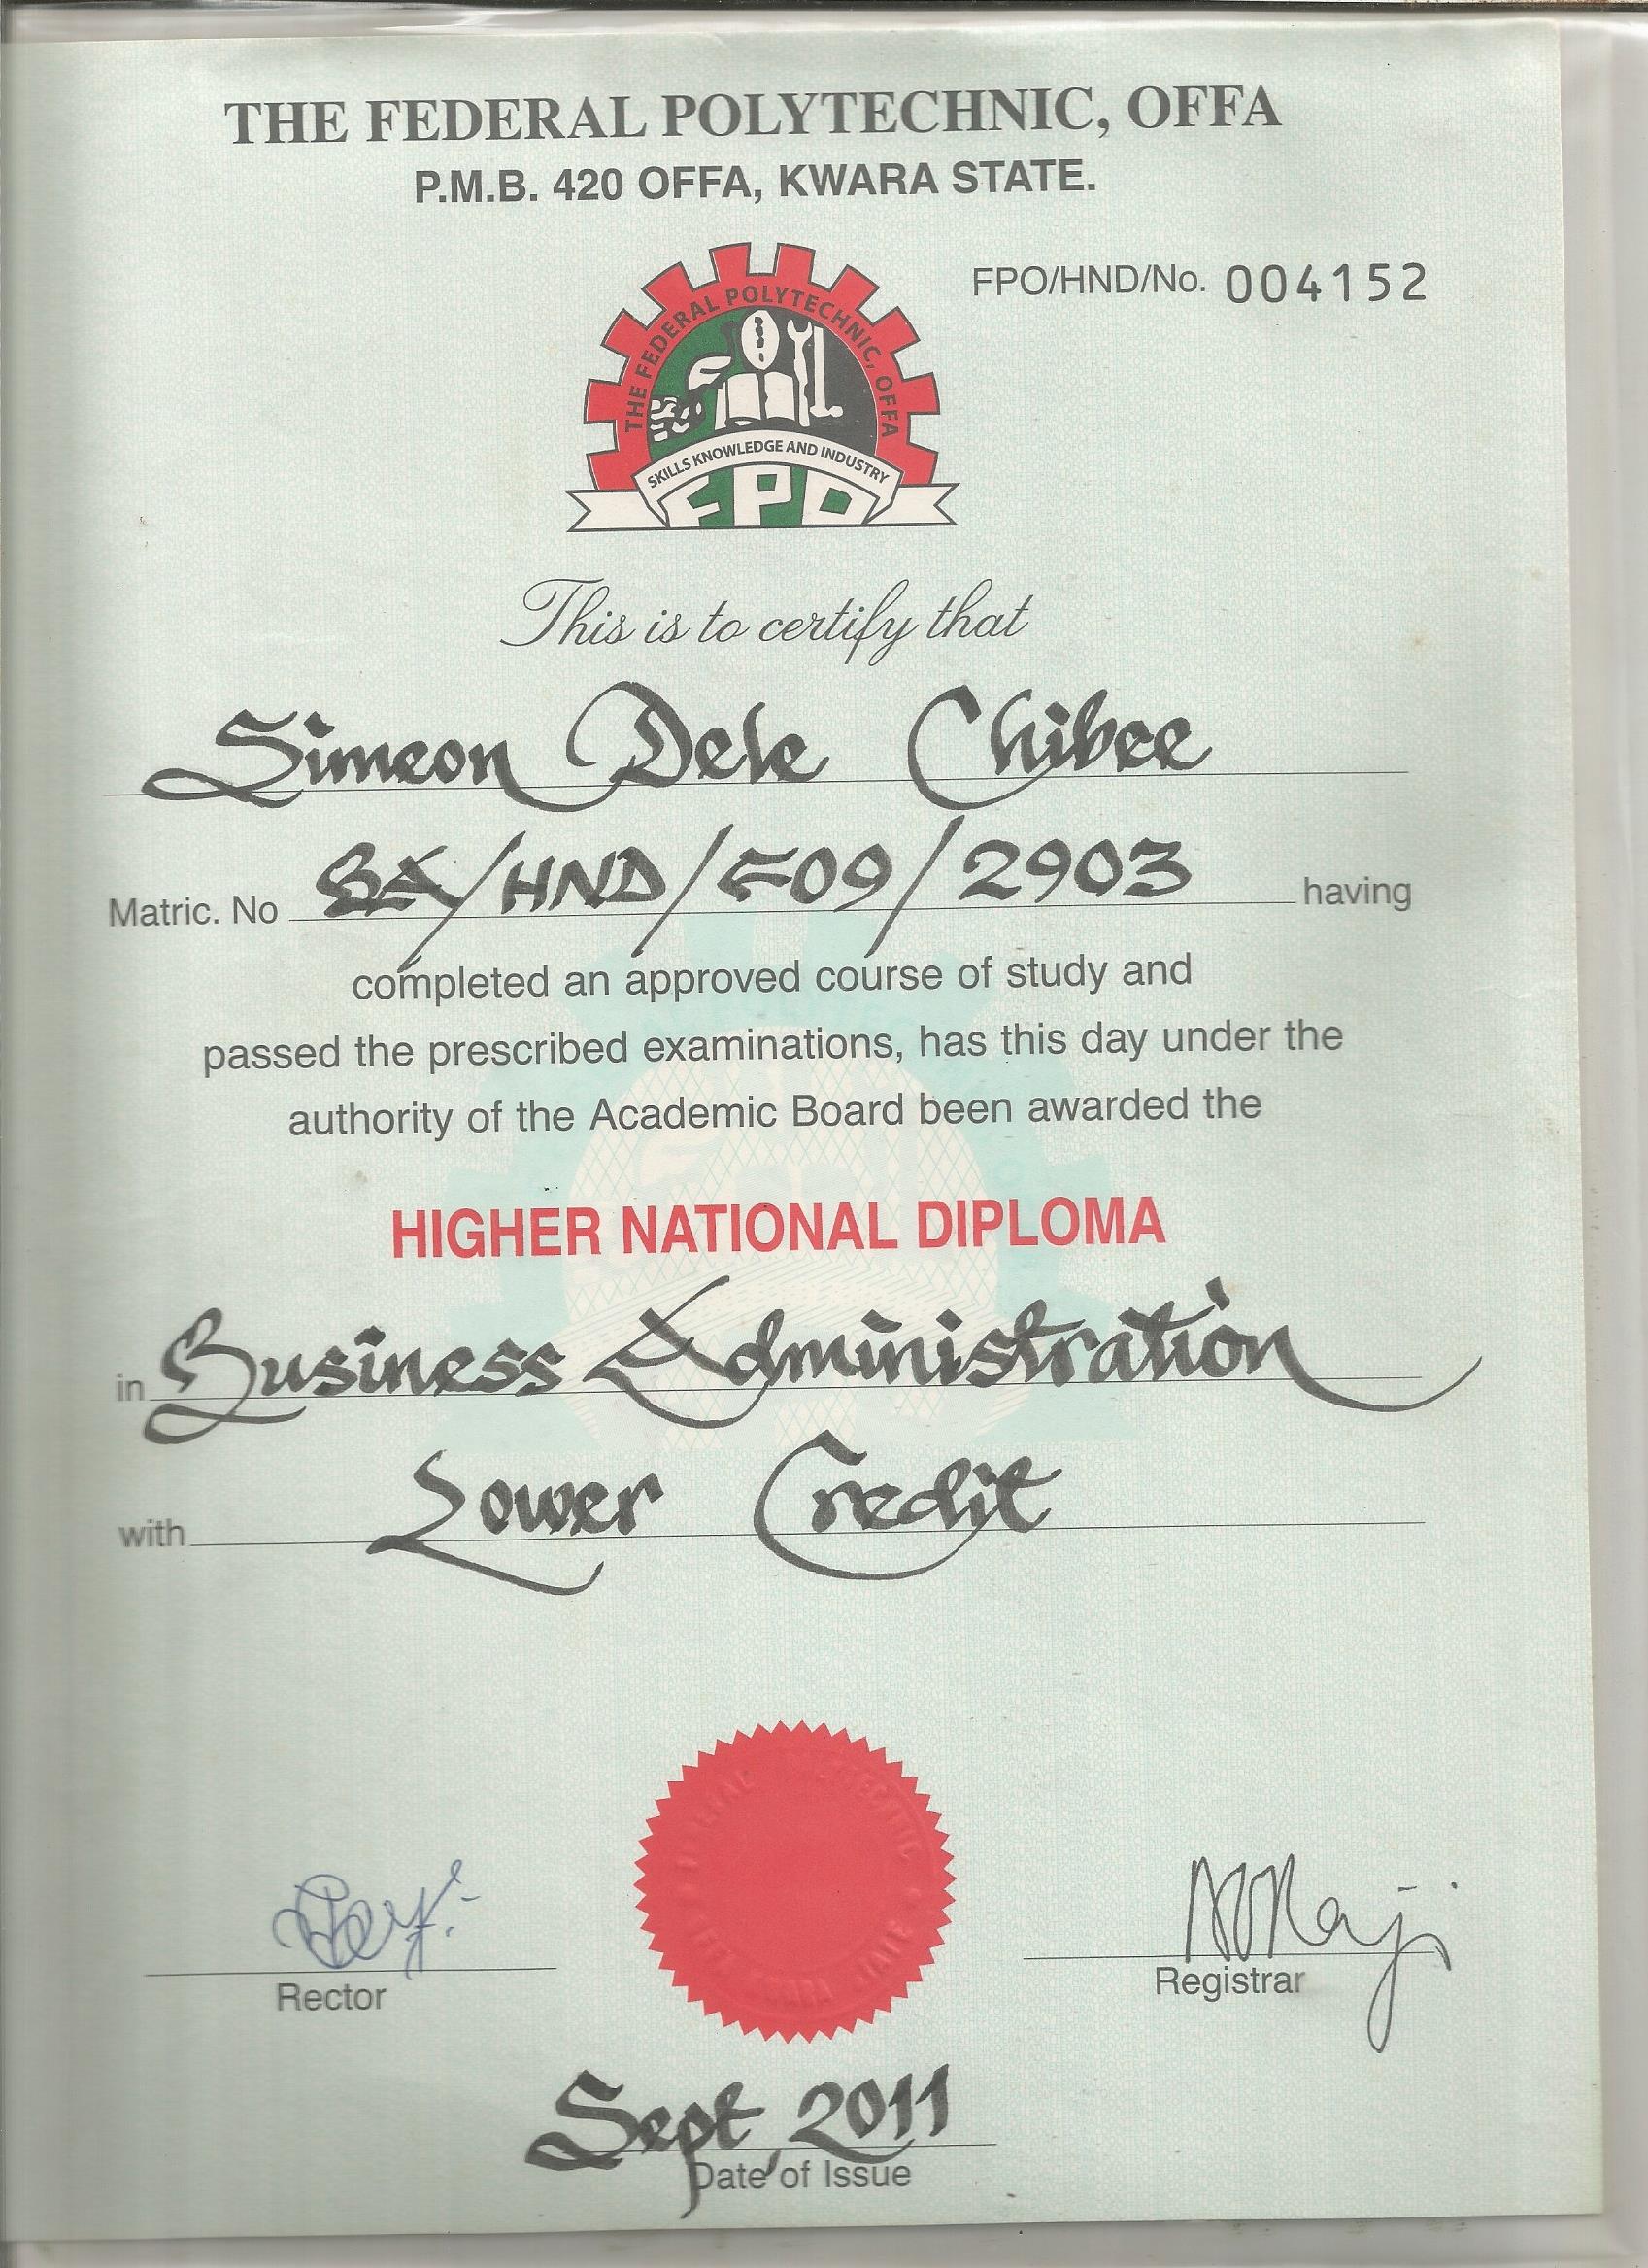 THE FEDERAL POLYTECHNIC, OFFA
P.M.B. 420 OFFA, KWARA STATE.
FPO/HND/No. 004152
THE FEDERAL POLYTECHNIC, OFFA
SKILLS KNOWLEDGE AND INDUSTRY
FPO
This is to certify that
Simeon Dele Chibee
Matric. No BA/HND/F09/2903 having
completed an approved course of study and
passed the prescribed examinations, has this day under the
authority of the Academic Board been awarded the
HIGHER NATIONAL DIPLOMA
in Business Administration
with Lower Credit
Rector
Registrar
Sept, 2011
Date of Issue